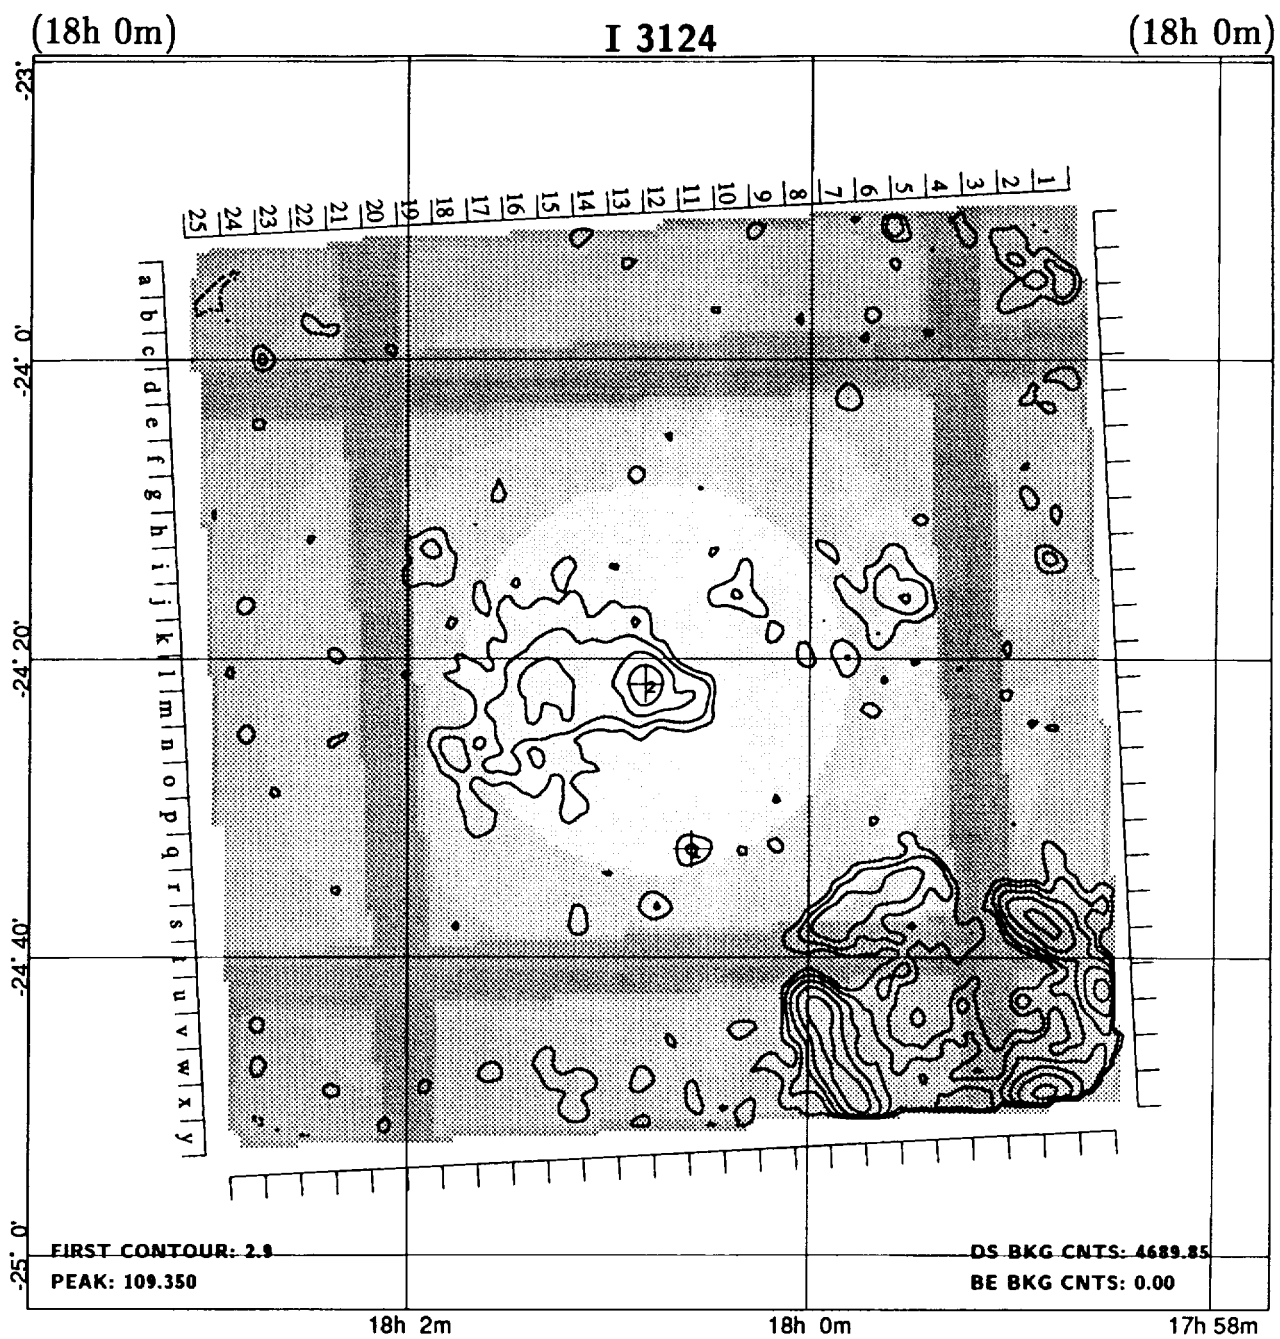 (18h 0m) I 3124 (18h 0m)
-23°
25 24 23 22 21 20 19 18 17 16 15 14 13 12 11 10 9 8 7 6 5 4 3 2 1
a b c d e f g h i j k l m n o p q r s t u v w x y
-24° 0'
-24° 20'
2
1
-24° 40'
-25° 0'
FIRST CONTOUR: 2.9 DS BKG CNTS: 4689.85
PEAK: 109.350 BE BKG CNTS: 0.00
18h 2m 18h 0m 17h 58m